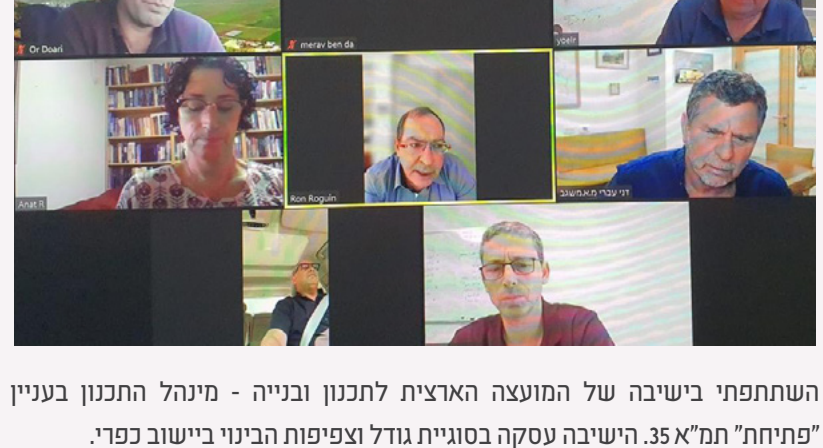 Or Doari
merav ben da
yoelr
Anat R
Ron Roguin
דני עברי מ.א.משגב
השתתפתי בישיבה של המועצה הארצית לתכנון ובנייה - מינהל התכנון בעניין
"פתיחת" תמ"א 35. הישיבה עסקה בסוגיית גודל וצפיפות הבינוי ביישוב כפרי.